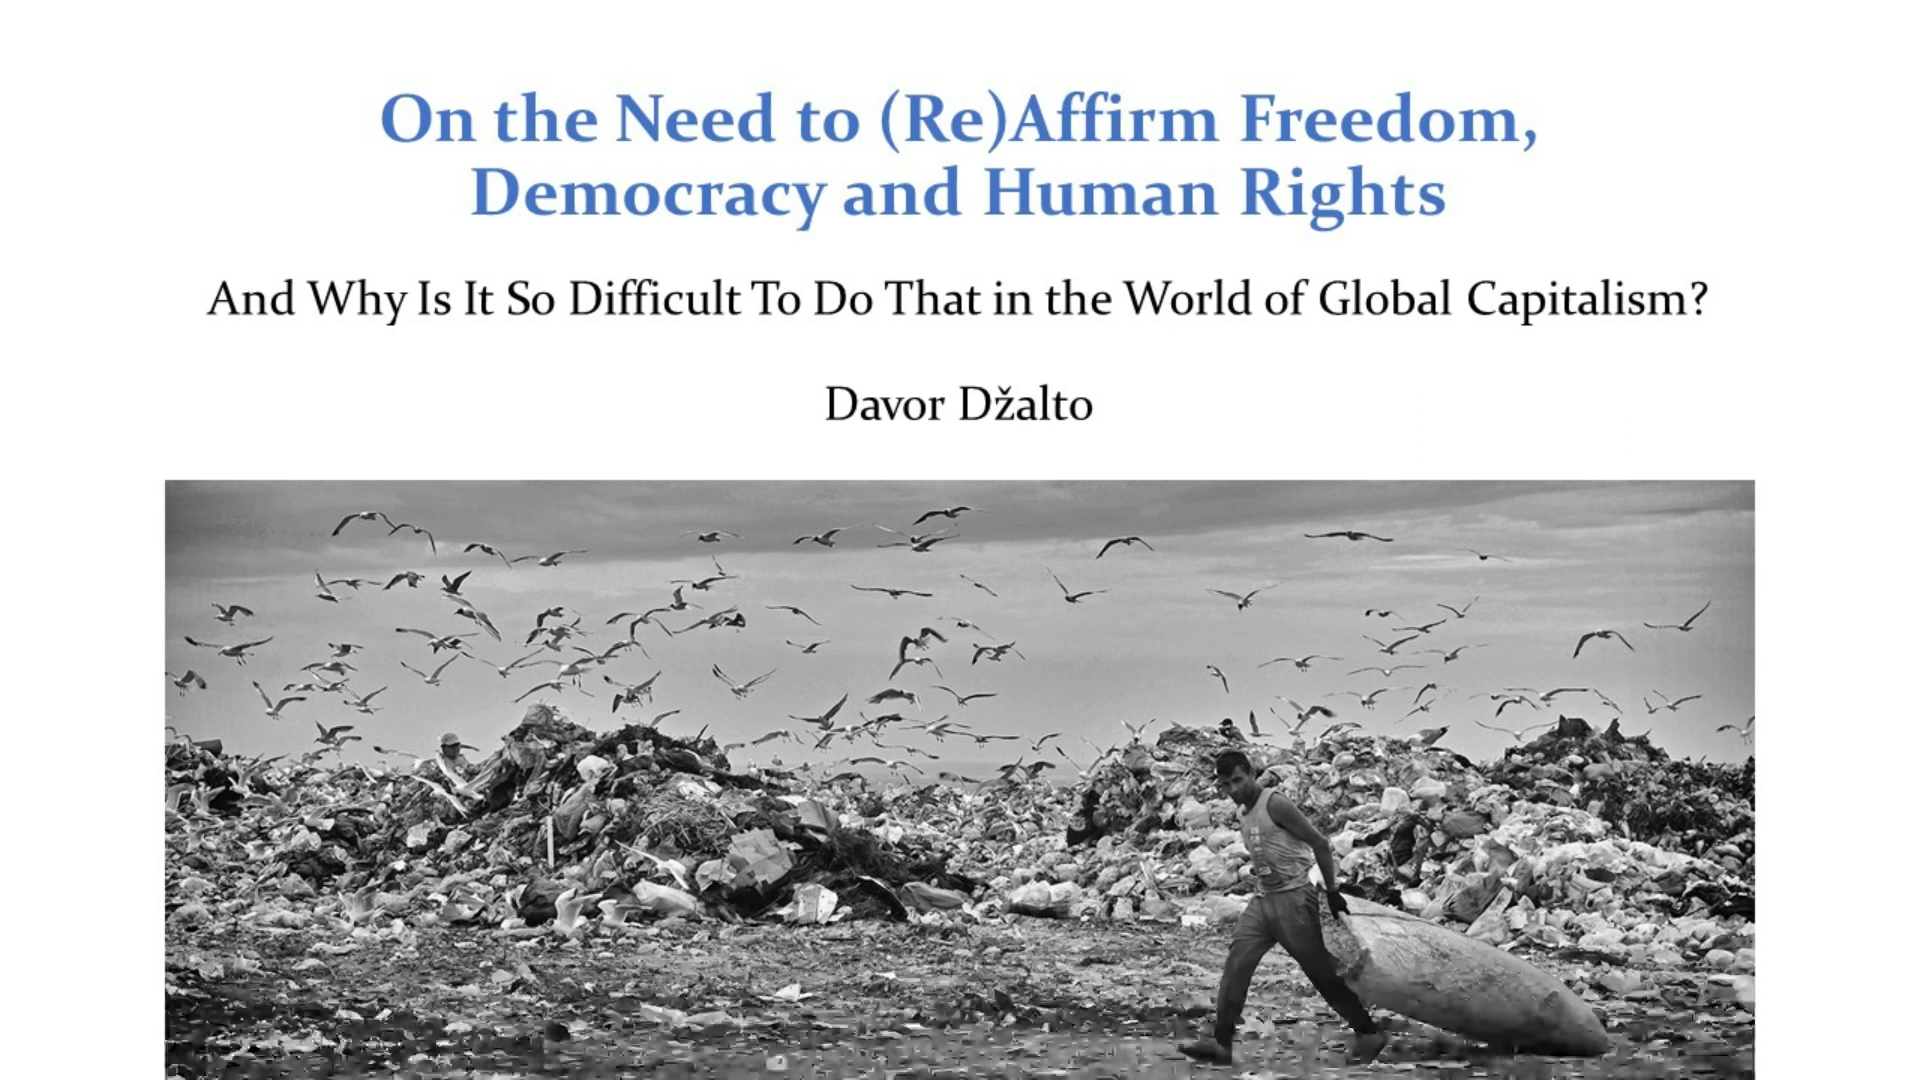 On the Need to (Re)Affirm Freedom,
Democracy and Human Rights
And Why Is It So Difficult To Do That in the World of Global Capitalism?
Davor Džalto